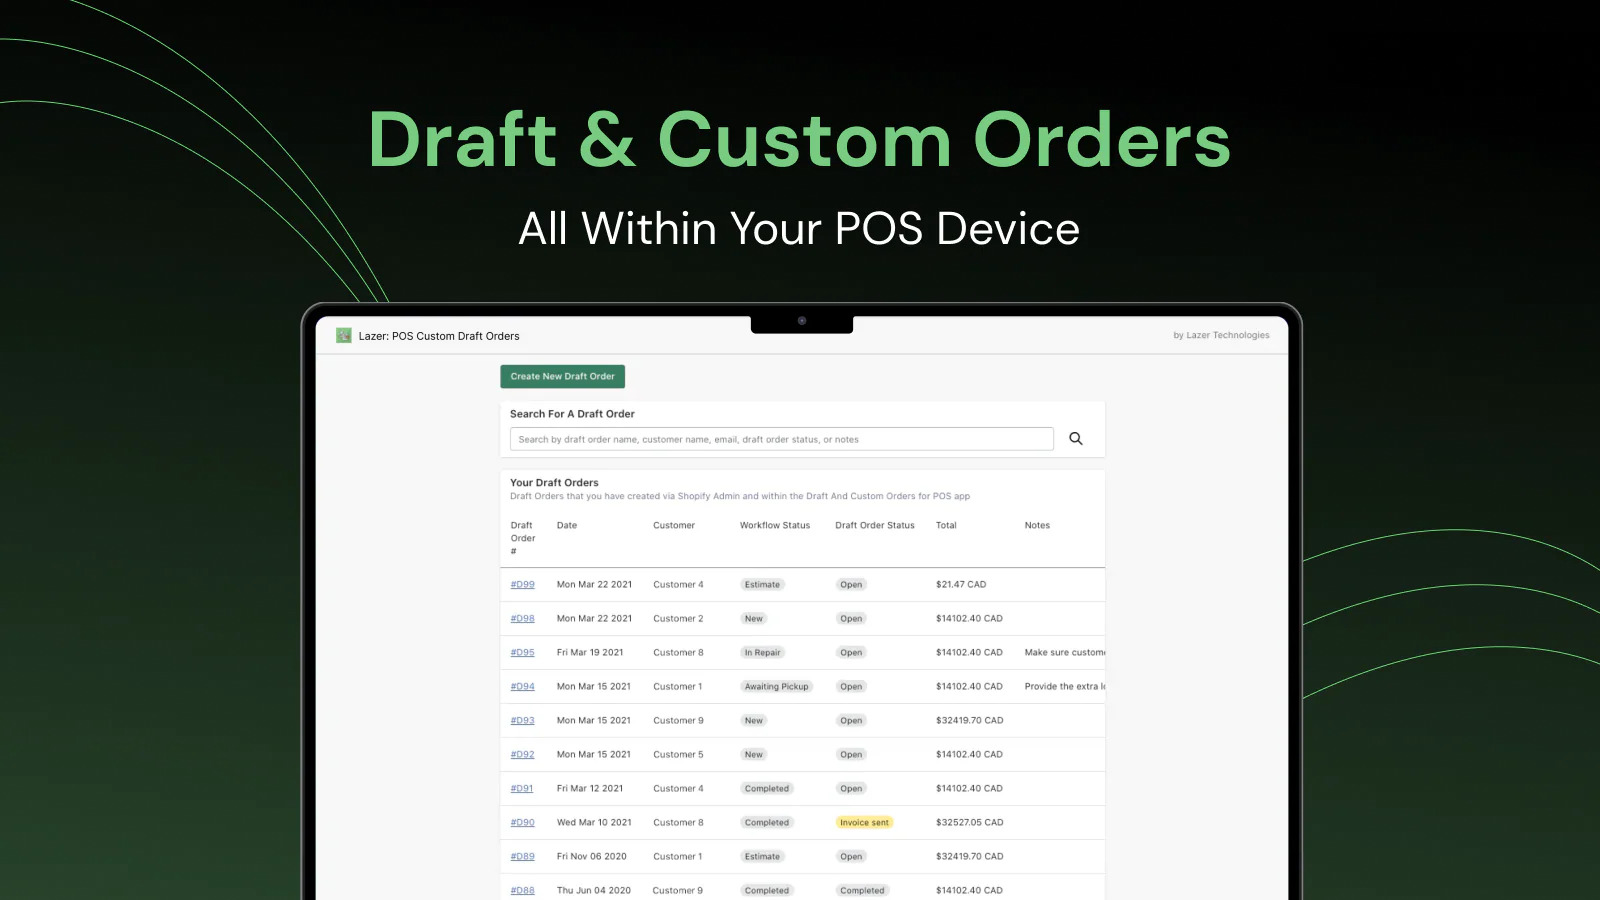 Draft & Custom Orders
All Within Your POS Device
Lazer: POS Custom Draft Orders
by Lazer Technologies
Create New Draft Order
Search For A Draft Order
Search by draft order name, customer name, email, draft order status, or notes
Your Draft Orders
Draft Orders that you have created via Shopify Admin and within the Draft And Custom Orders for POS app
Draft Order # Date Customer Workflow Status Draft Order Status Total Notes
#D99 Mon Mar 22 2021 Customer 4 Estimate Open $21.47 CAD
#D98 Mon Mar 22 2021 Customer 2 New Open $14102.40 CAD
#D95 Fri Mar 19 2021 Customer 8 In Repair Open $14102.40 CAD Make sure
#D94 Mon Mar 15 2021 Customer 1 Awaiting Pickup Open $14102.40 CAD Provide the extra
#D93 Mon Mar 15 2021 Customer 9 New Open $32419.70 CAD
#D92 Mon Mar 15 2021 Customer 5 New Open $14102.40 CAD
#D91 Fri Mar 12 2021 Customer 4 Completed Open $14102.40 CAD
#D90 Wed Mar 10 2021 Customer 8 Completed Invoice sent $32527.05 CAD
#D89 Fri Nov 06 2020 Customer 1 Estimate Open $32419.70 CAD
#D88 Thu Jun 04 2020 Customer 9 Completed Completed $14102.40 CAD